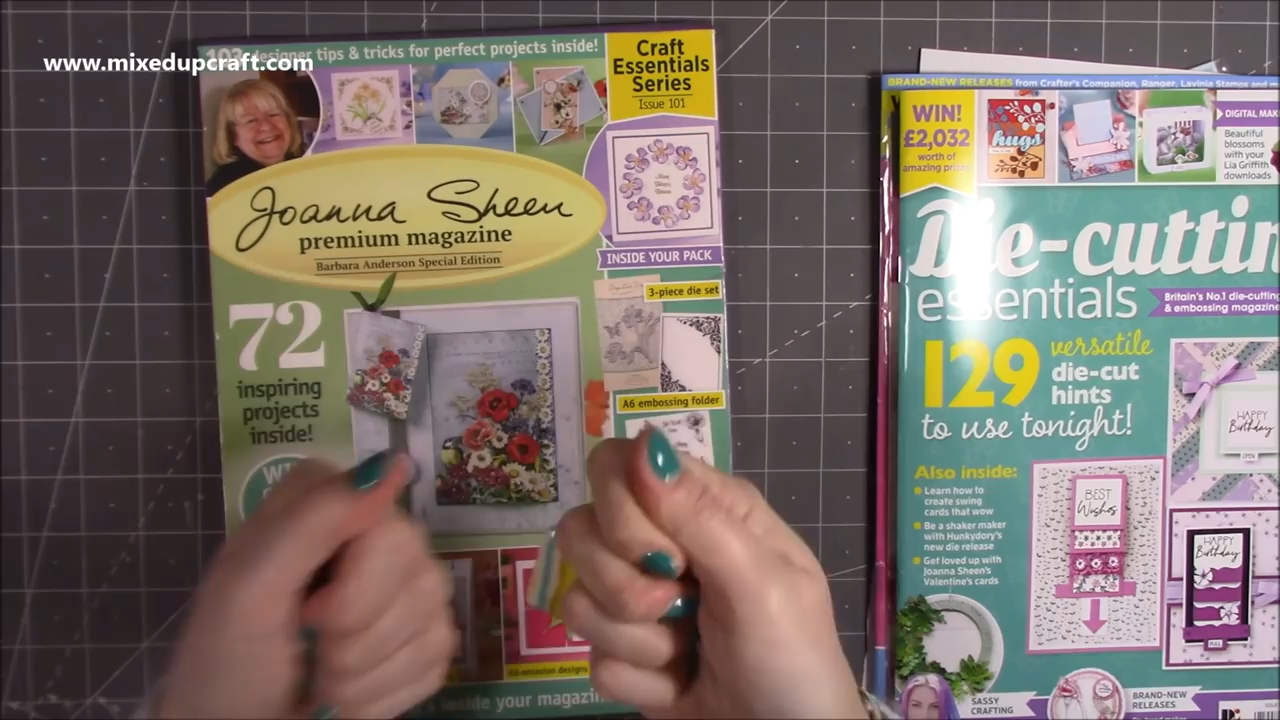 www.mixedupcraft.com
designer tips & tricks for perfect projects inside!
Craft
Essentials
Series
Issue 101
Joanna Sheen
premium magazine
Barbara Anderson Special Edition
INSIDE YOUR PACK
3-piece die set
A6 embossing folder
72
inspiring
projects
inside!
your magazine
BRAND-NEW RELEASES from Crafter's Companion, Ranger, Lavinia Stamps and
WIN!
£2,032
worth of
amazing
hugs
DIGITAL
Beautiful
blossoms
with your
Lia Griffith
downloads
Die-cuttin
essentials
Britain's No.1 die-cutting
& embossing magazine
129
versatile
die-cut
hints
to use tonight!
Also inside:
Learn how to
create swing
cards that wow
Be a shaker maker
with Hunkydory's
new die release
Get loved up with
Joanna Sheen's
Valentine's cards
BEST
Wishes
HAPPY
Birthday
HAPPY
Birthday
SASSY
CRAFTING
BRAND-NEW
RELEASES